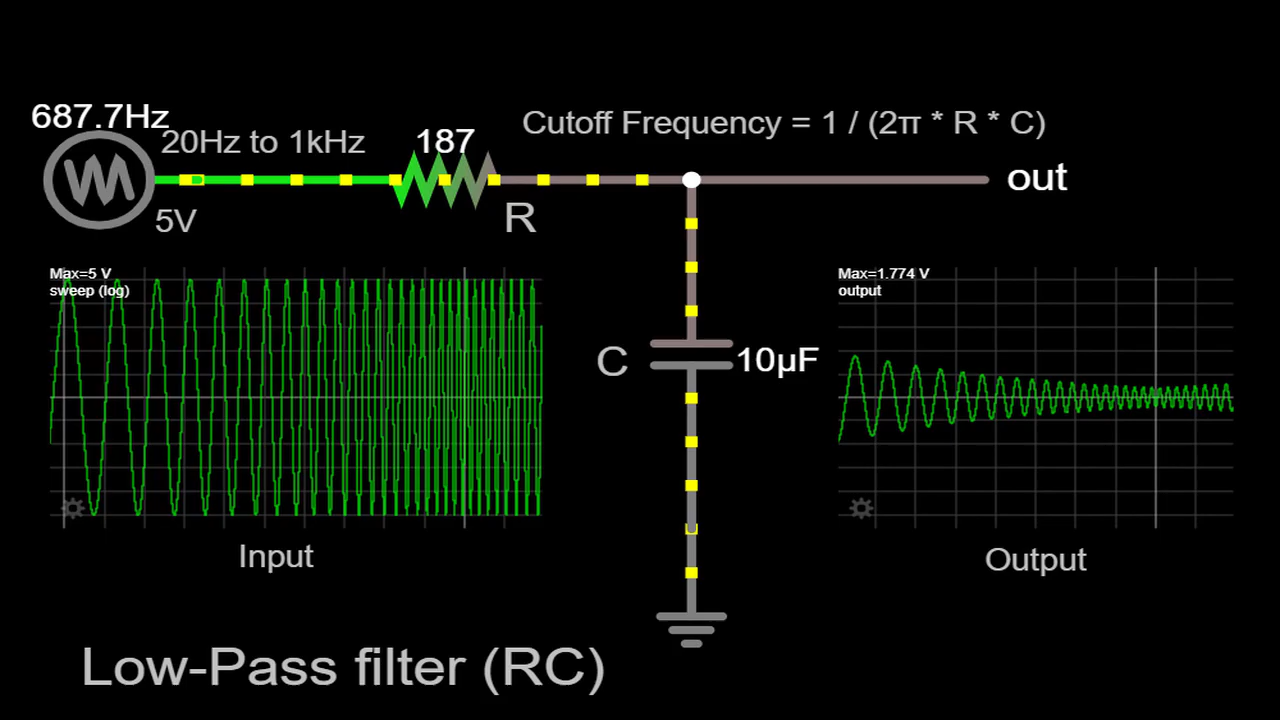 687.7Hz
20Hz to 1kHz
187
Cutoff Frequency = 1 / (2π * R * C)
out
5V
R
Max=5 V
sweep (log)
Max=1.774 V
output
C
10μF
Input
Output
Low-Pass filter (RC)